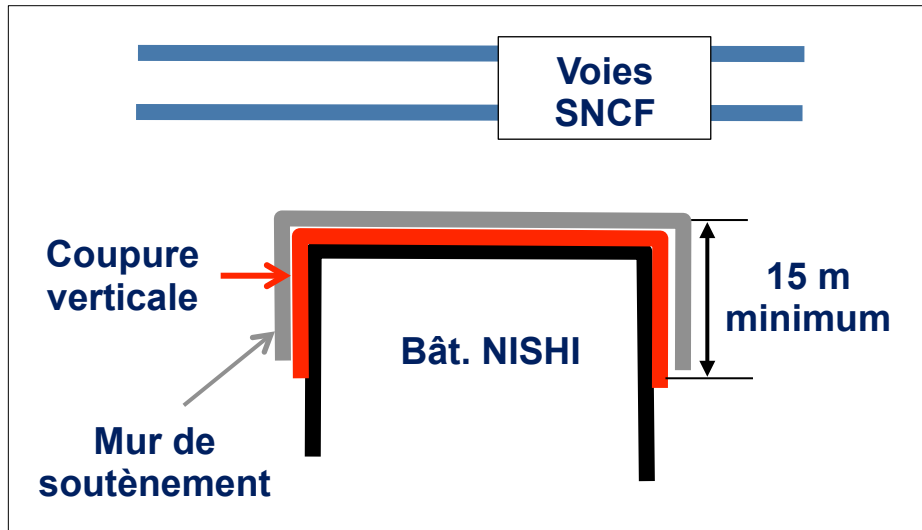 Voies
SNCF
Coupure
verticale
15 m
minimum
Bât. NISHI
Mur de
soutènement